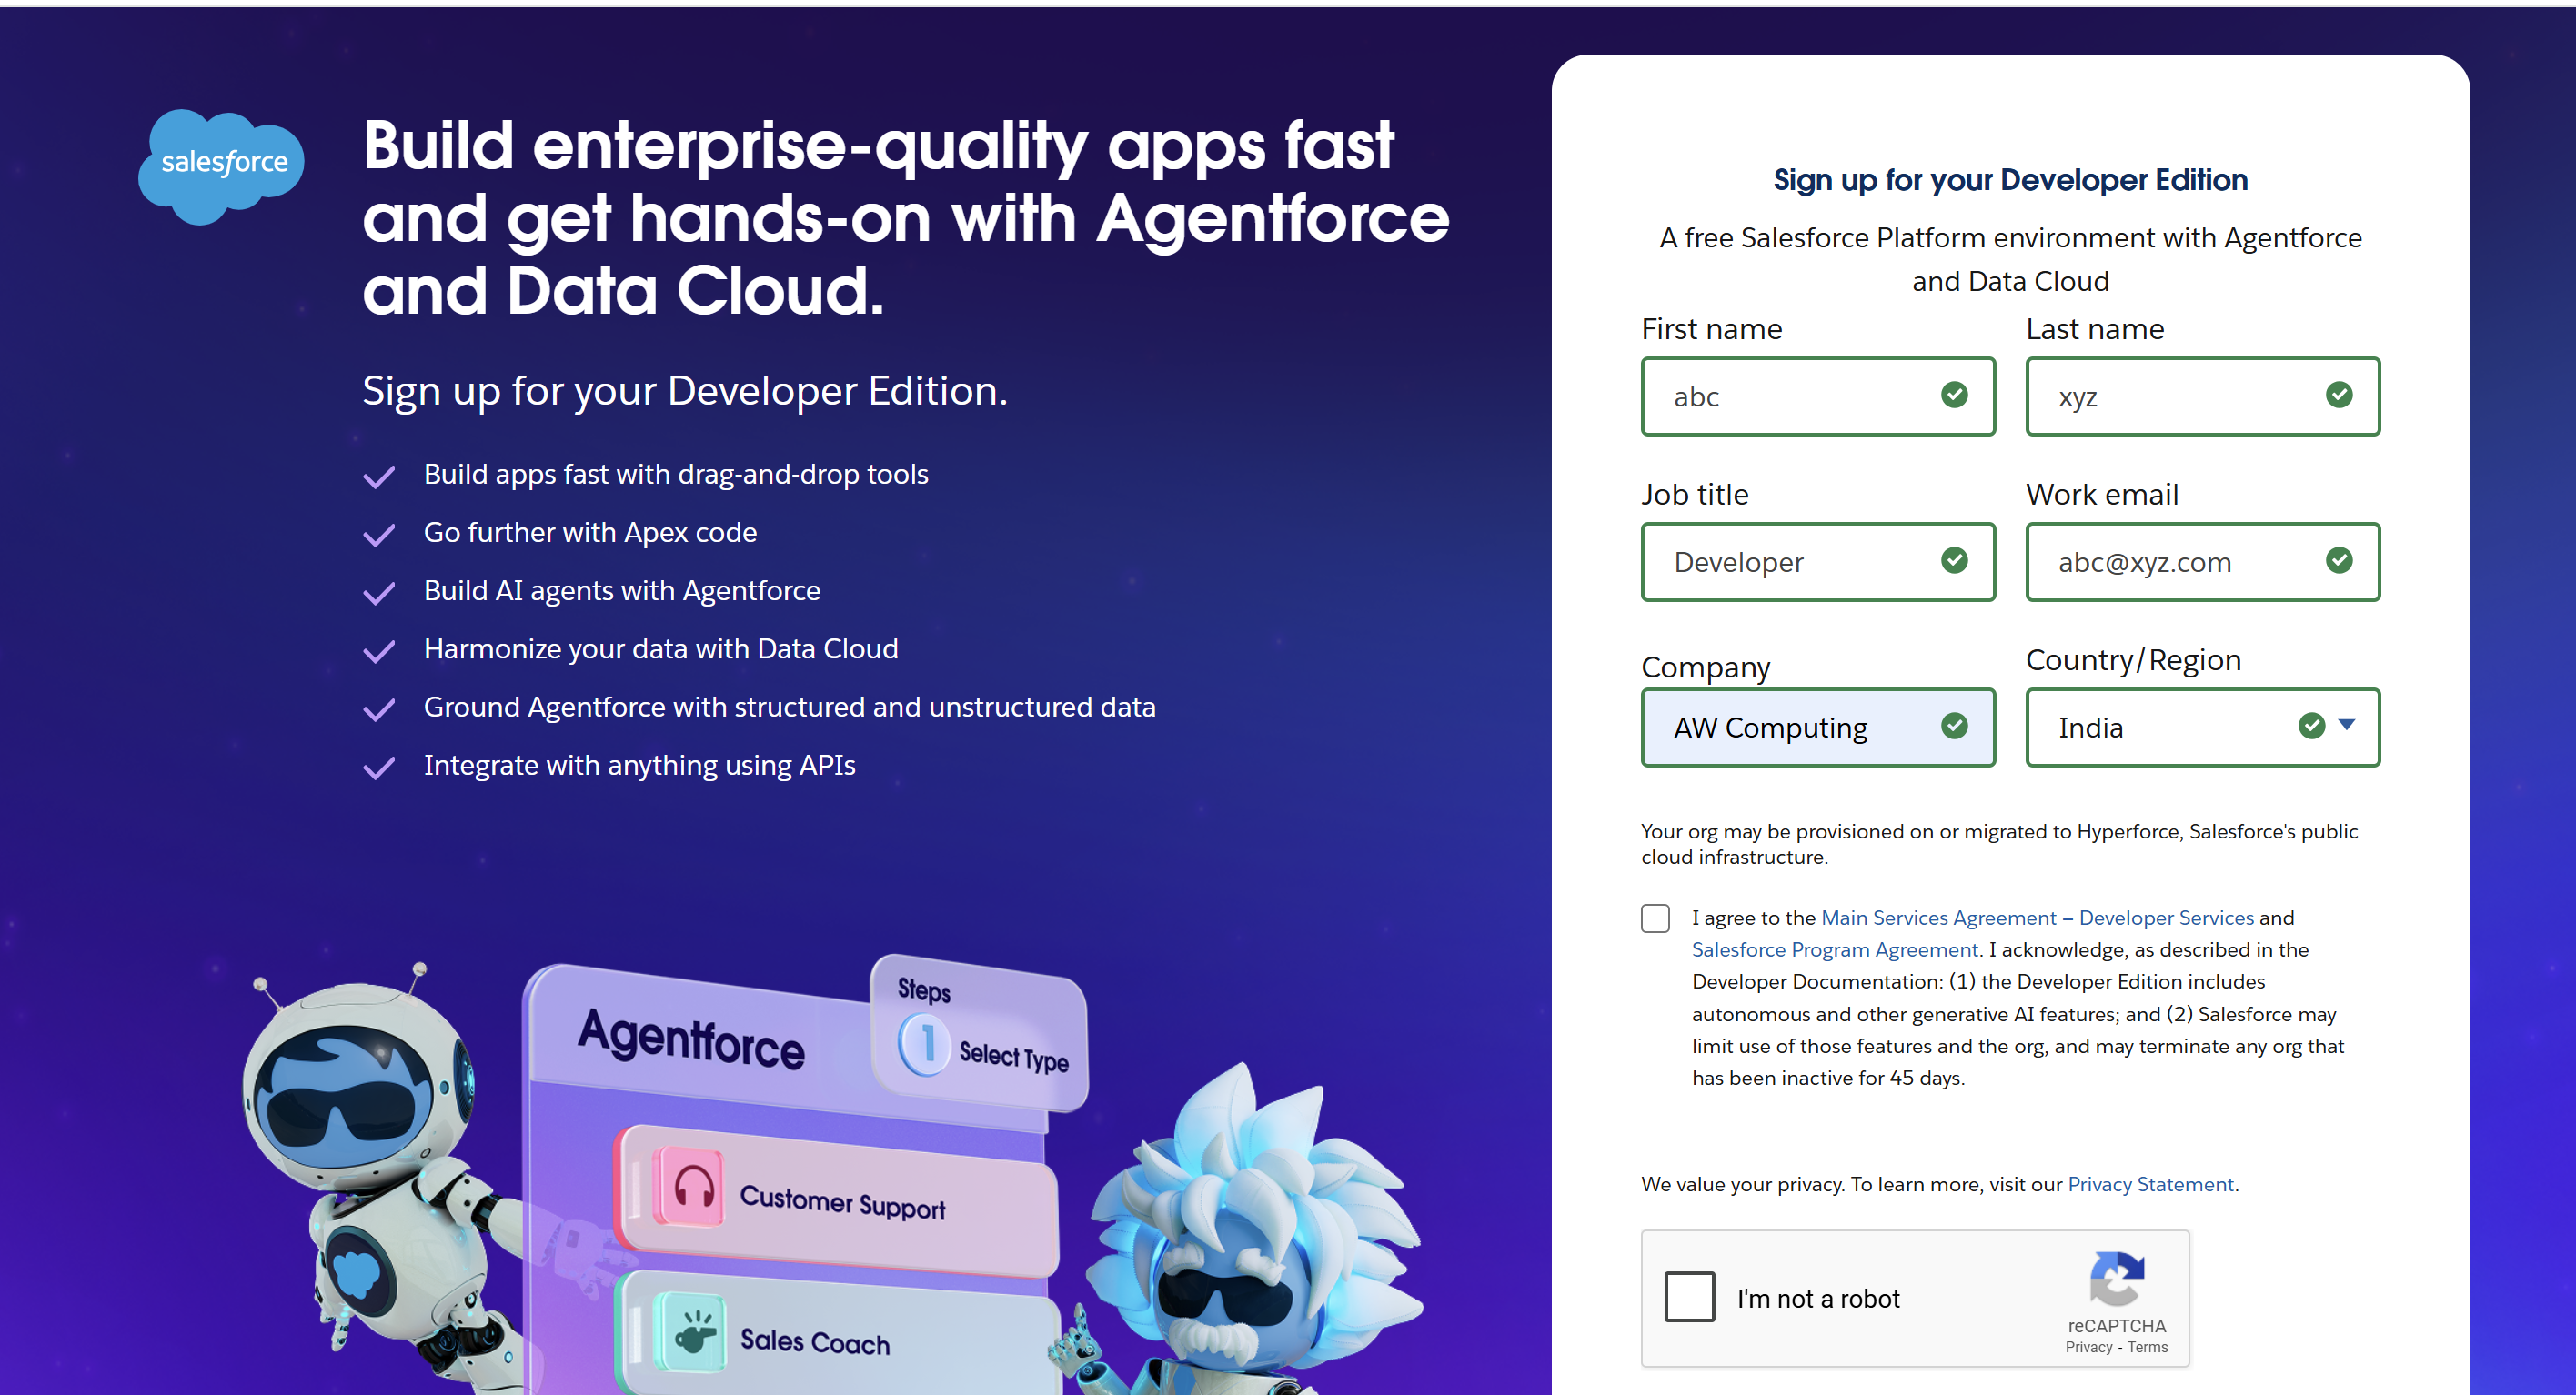 salesforce
Build enterprise-quality apps fast
and get hands-on with Agentforce
and Data Cloud.
Sign up for your Developer Edition.
Build apps fast with drag-and-drop tools
Go further with Apex code
Build AI agents with Agentforce
Harmonize your data with Data Cloud
Ground Agentforce with structured and unstructured data
Integrate with anything using APIs
Agentforce
Steps
1 Select Type
Customer Support
Sales Coach
Sign up for your Developer Edition
A free Salesforce Platform environment with Agentforce
and Data Cloud
First name Last name
abc xyz
Job title Work email
Developer abc@xyz.com
Company Country/Region
AW Computing India
Your org may be provisioned on or migrated to Hyperforce, Salesforce's public
cloud infrastructure.
I agree to the Main Services Agreement – Developer Services and
Salesforce Program Agreement. I acknowledge, as described in the
Developer Documentation: (1) the Developer Edition includes
autonomous and other generative AI features; and (2) Salesforce may
limit use of those features and the org, and may terminate any org that
has been inactive for 45 days.
We value your privacy. To learn more, visit our Privacy Statement.
I'm not a robot
reCAPTCHA
Privacy - Terms